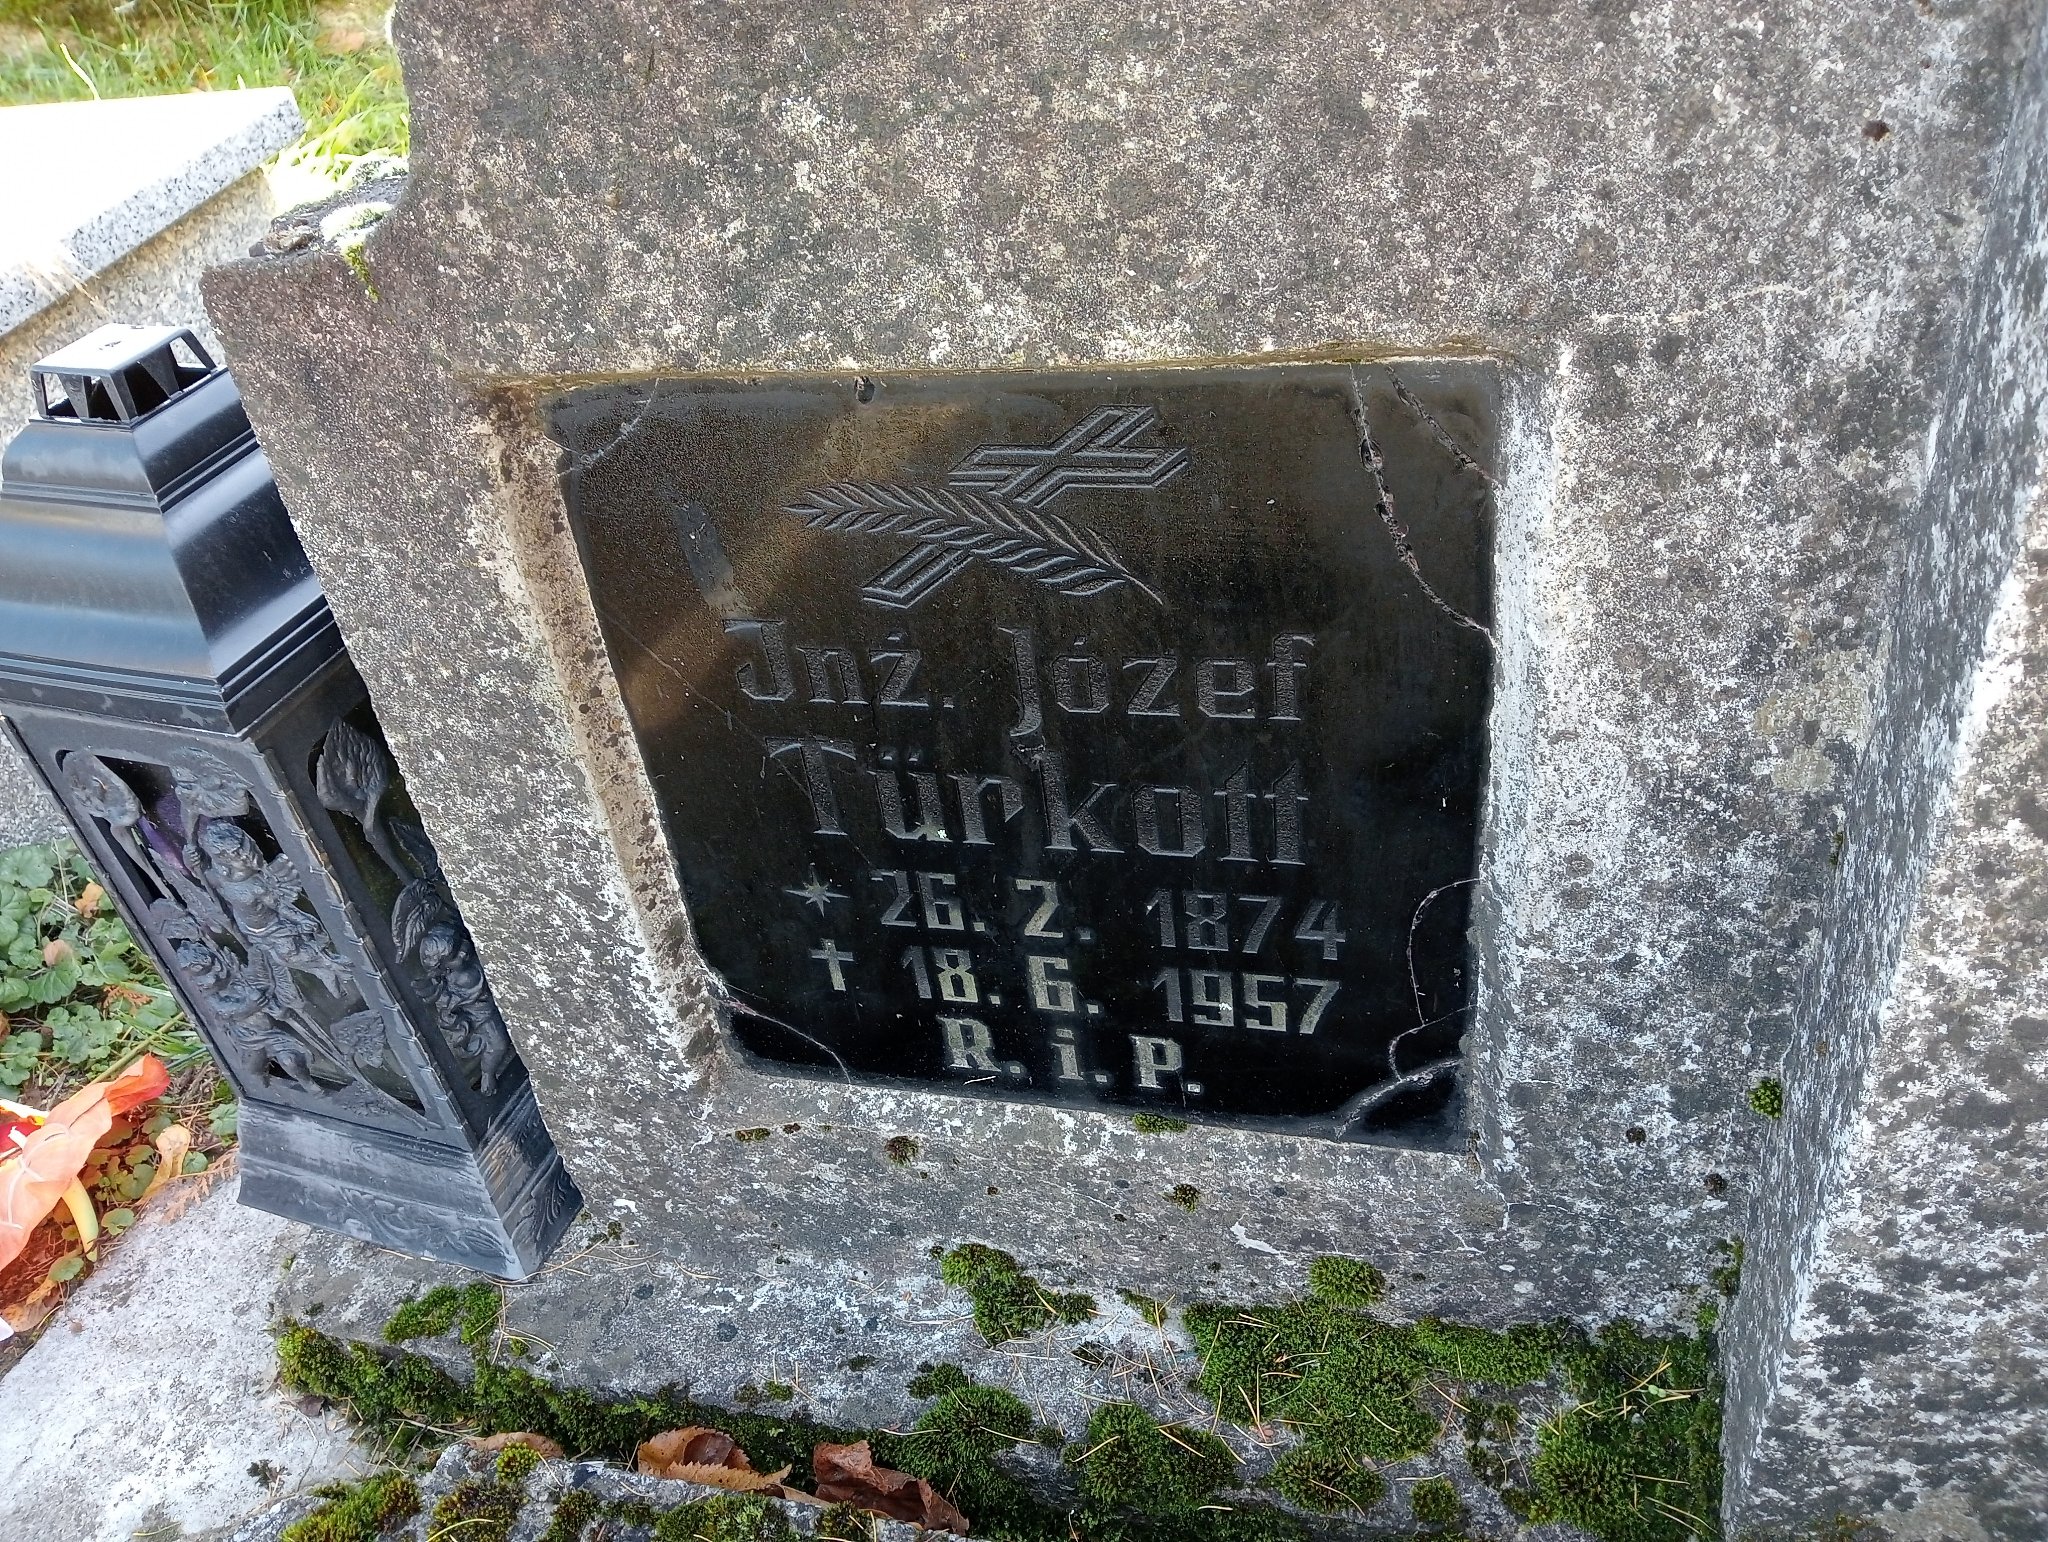 Inż. Józef
Türkott
* 26. 2. 1874
† 18. 6. 1957
R. i. P.